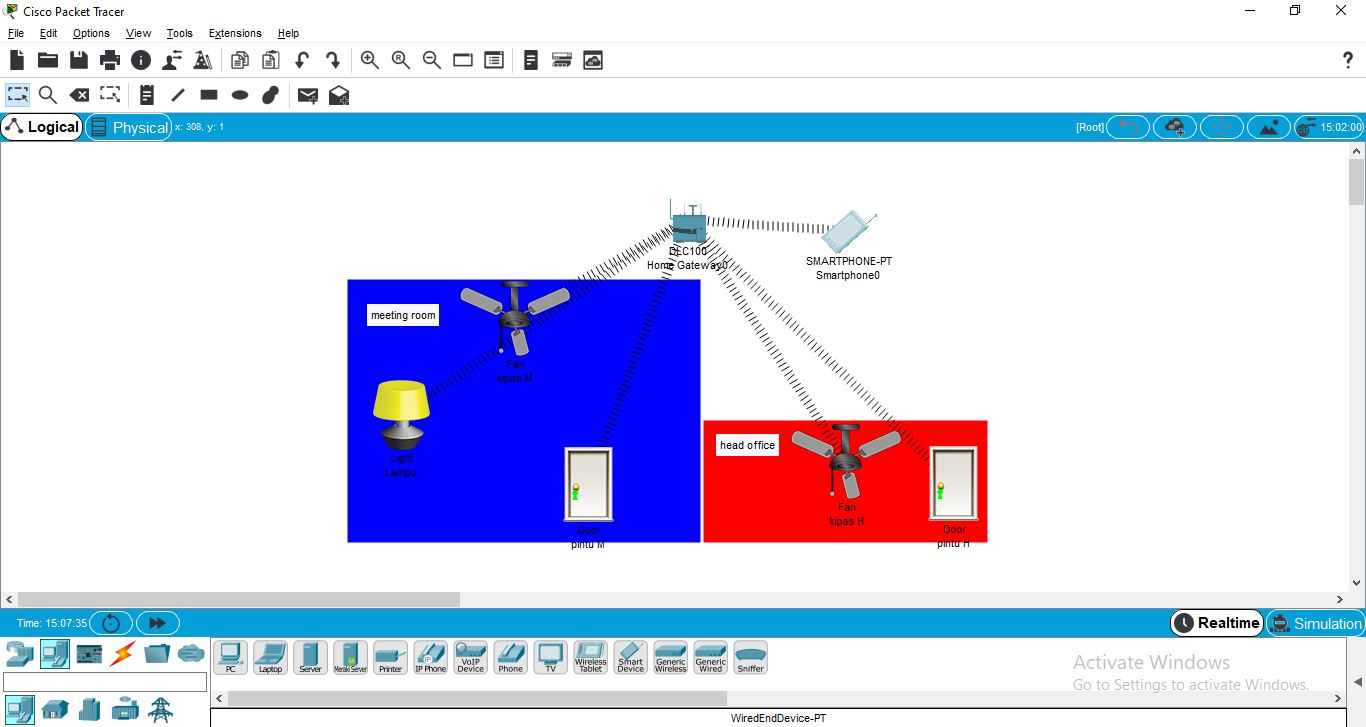 Cisco Packet Tracer
File Edit Options View Tools Extensions Help
Logical
Physical
x: 308, y: 1
[Root]
15:02:00
DLC100
Home Gateway0
SMARTPHONE-PT
Smartphone0
meeting room
Fan
kipas M
Light
Lampu
Door
pintu M
head office
Fan
kipas H
Door
pintu H
Time: 15:07:35
Realtime
Simulation
PC
Laptop
Server
Meraki Server
Printer
IP Phone
VoIP
Device
Phone
TV
Wireless
Tablet
Smart
Device
Generic
Wireless
Generic
Wired
Sniffer
Activate Windows
Go to Settings to activate Windows.
WiredEndDevice-PT